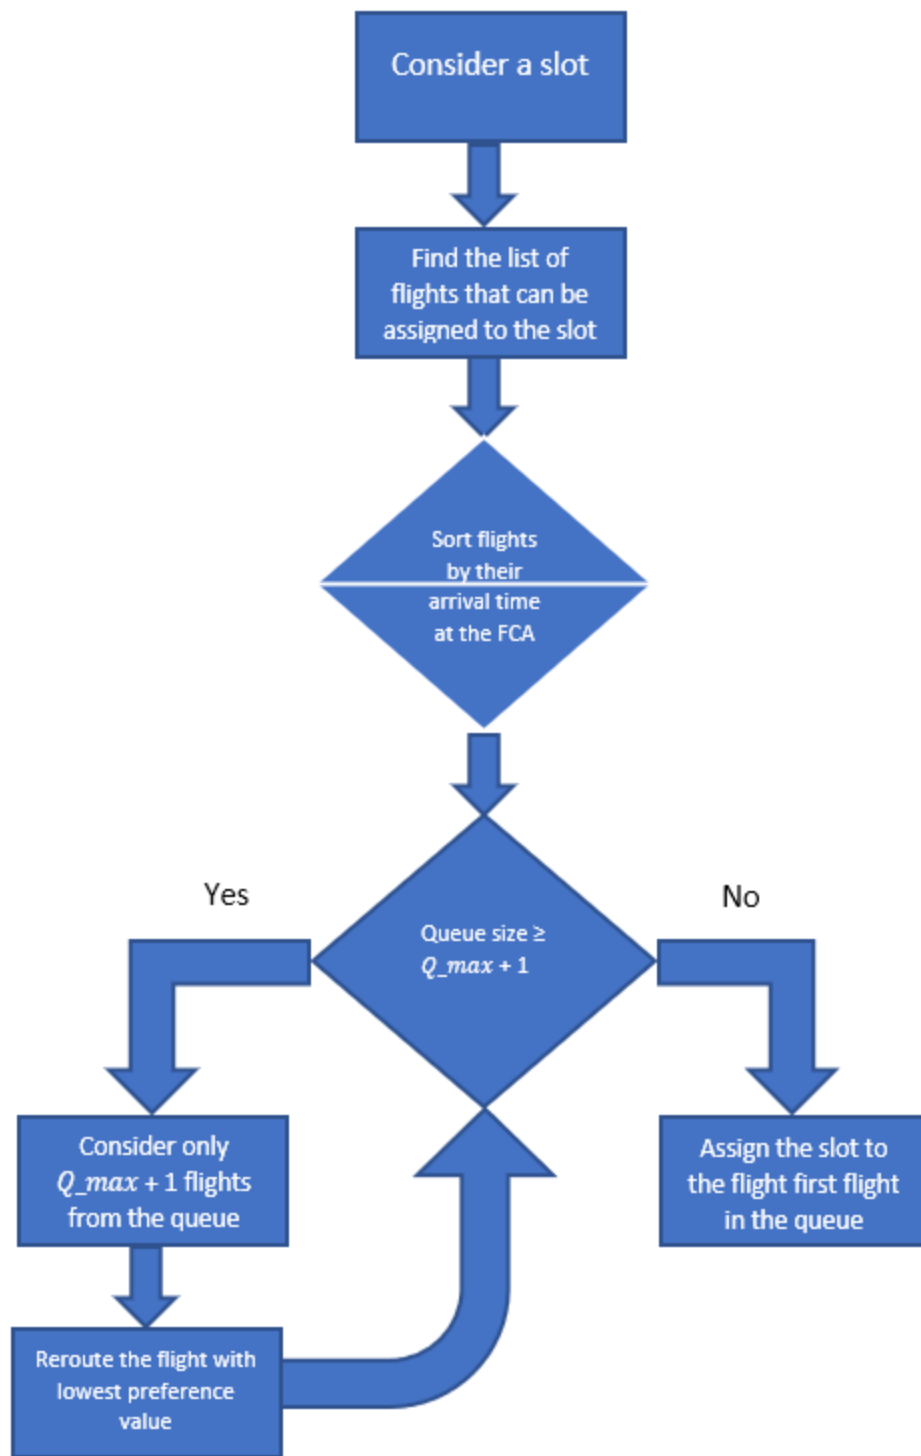 Consider a slot
Find the list of
flights that can be
assigned to the slot
Sort flights
by their
arrival time
at the FCA
Queue size ≥
Q_max + 1
Yes
No
Consider only
Q_max + 1 flights
from the queue
Assign the slot to
the flight first flight
in the queue
Reroute the flight with
lowest preference
value